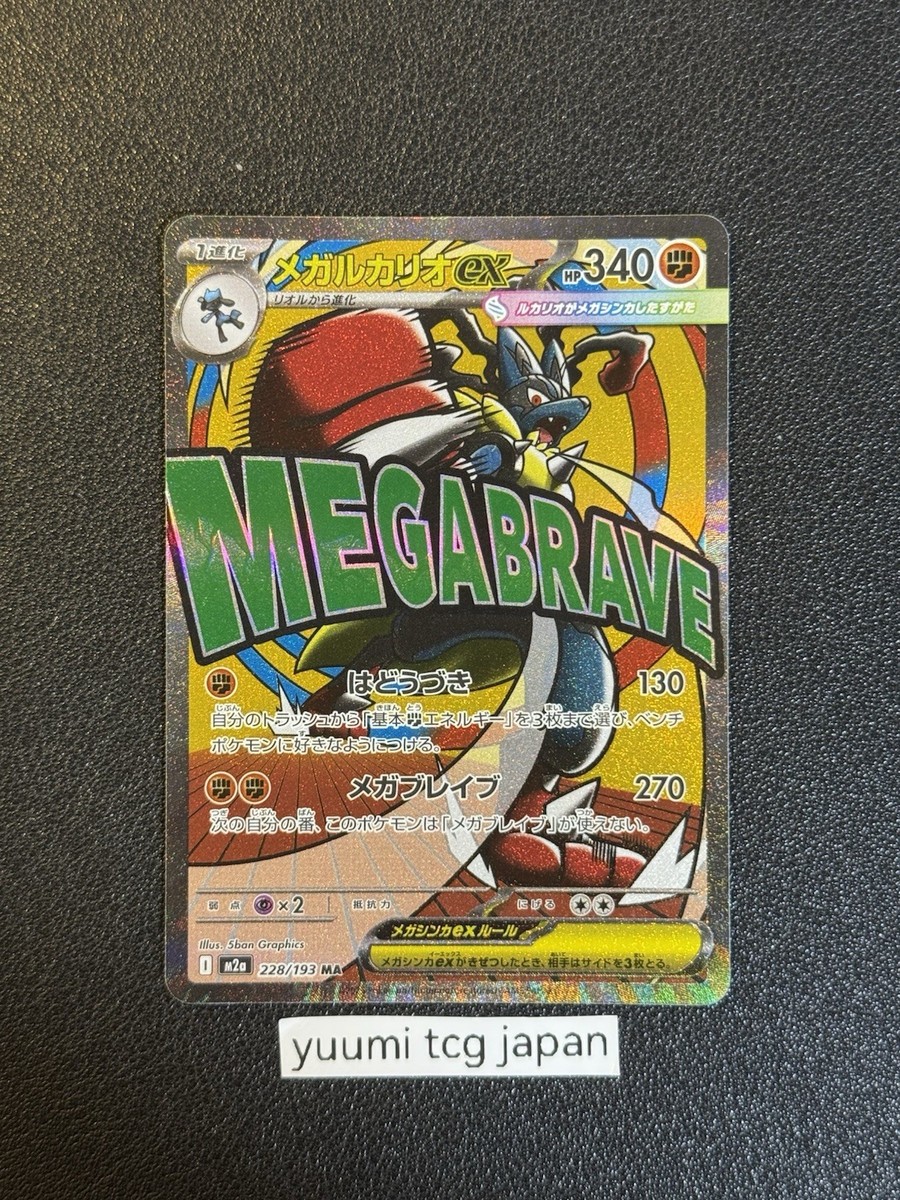 1進化
メガルカリオex
HP340
リオルから進化
ルカリオがメガシンカしたすがた
MEGABRAVE
はどうづき 130
自分のトラッシュから「基本エネルギー」を3枚まで選び、ベンチ
ポケモンに好きなようにつける。
メガブレイブ 270
次の自分の番、このポケモンは「メガブレイブ」が使えない。
弱点 ×2 抵抗力 にげる
メガシンカexルール
メガシンカexがきぜつしたとき、相手はサイドを3枚とる。
Illus. 5ban Graphics
I m2a 228/193 MA
yuumi tcg japan